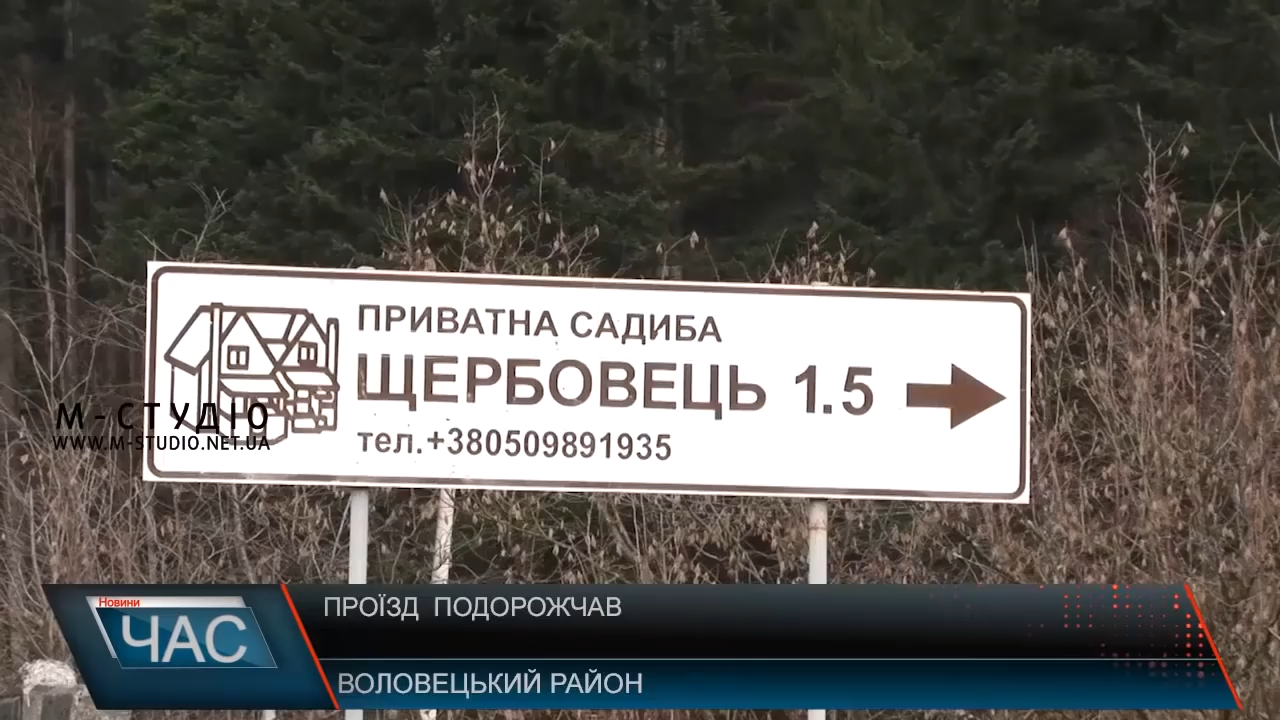 ПРИВАТНА САДИБА
ЩЕРБОВЕЦЬ 1.5
тел.+380509891935
М-СТУДІО
WWW.M-STUDIO.NET.UA
Новини
ЧАС
ПРОЇЗД ПОДОРОЖЧАВ
ВОЛОВЕЦЬКИЙ РАЙОН